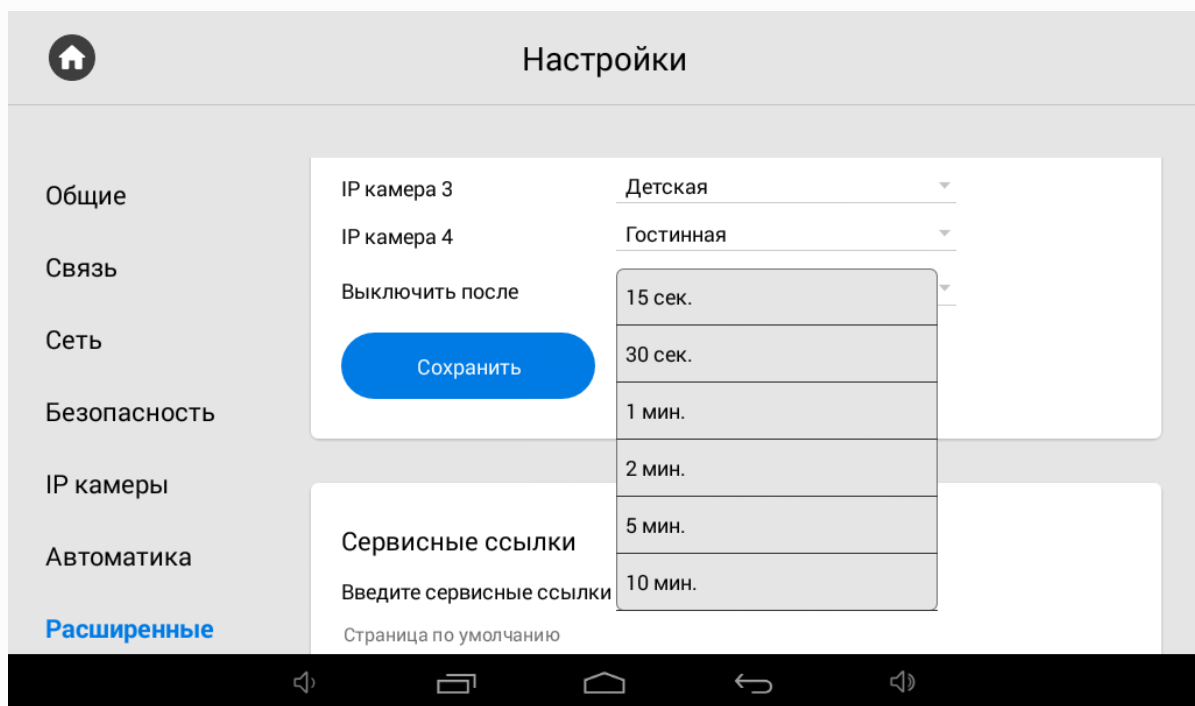 Настройки
Общие
Связь
Сеть
Безопасность
IP камеры
Автоматика
Расширенные
IP камера 3 Детская
IP камера 4 Гостинная
Выключить после
15 сек.
30 сек.
1 мин.
2 мин.
5 мин.
10 мин.
Сохранить
Сервисные ссылки
Введите сервисные ссылки
Страница по умолчанию